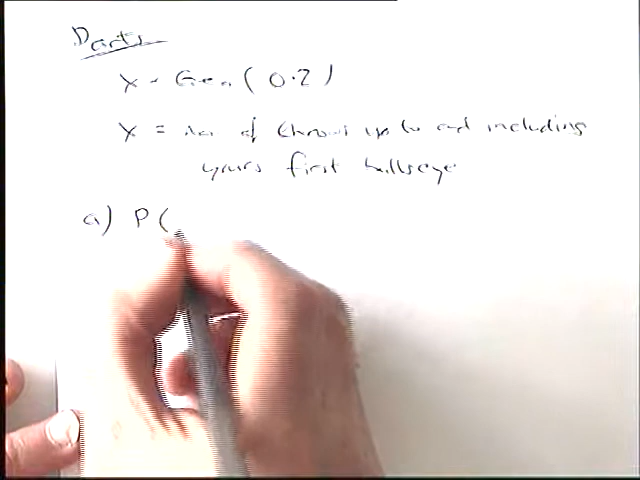 Darts
X ~ Geo ( 0.2 )
X = no. of throws up to and including
yours first bullseye
a) P (